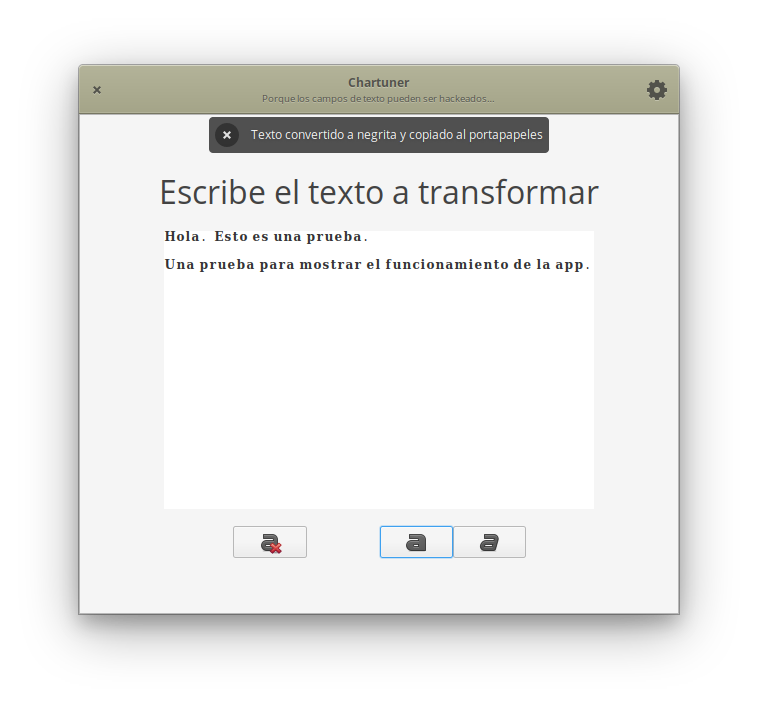 Chartuner
Porque los campos de texto pueden ser hackeados...
Texto convertido a negrita y copiado al portapapeles
Escribe el texto a transformar
Hola. Esto es una prueba.
Una prueba para mostrar el funcionamiento de la app.
a a a